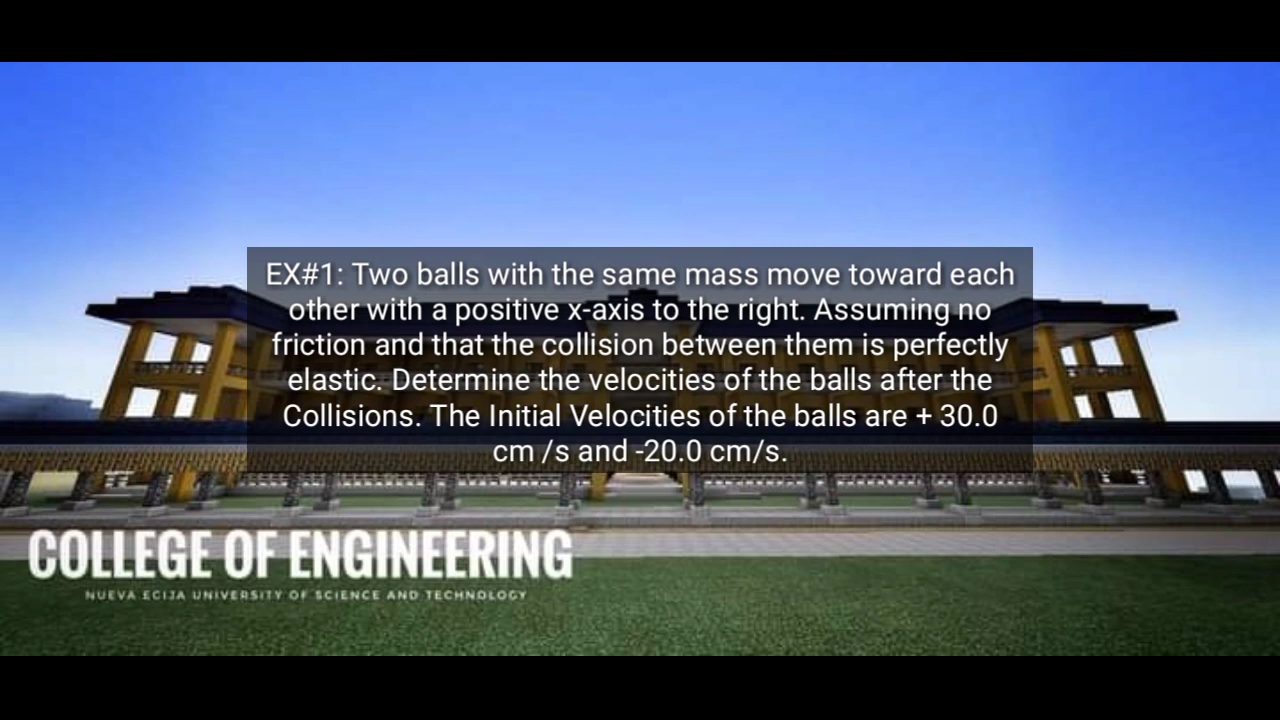 EX#1: Two balls with the same mass move toward each
other with a positive x-axis to the right. Assuming no
friction and that the collision between them is perfectly
elastic. Determine the velocities of the balls after the
Collisions. The Initial Velocities of the balls are + 30.0
cm /s and -20.0 cm/s.
COLLEGE OF ENGINEERING
NUEVA ECIJA UNIVERSITY OF SCIENCE AND TECHNOLOGY